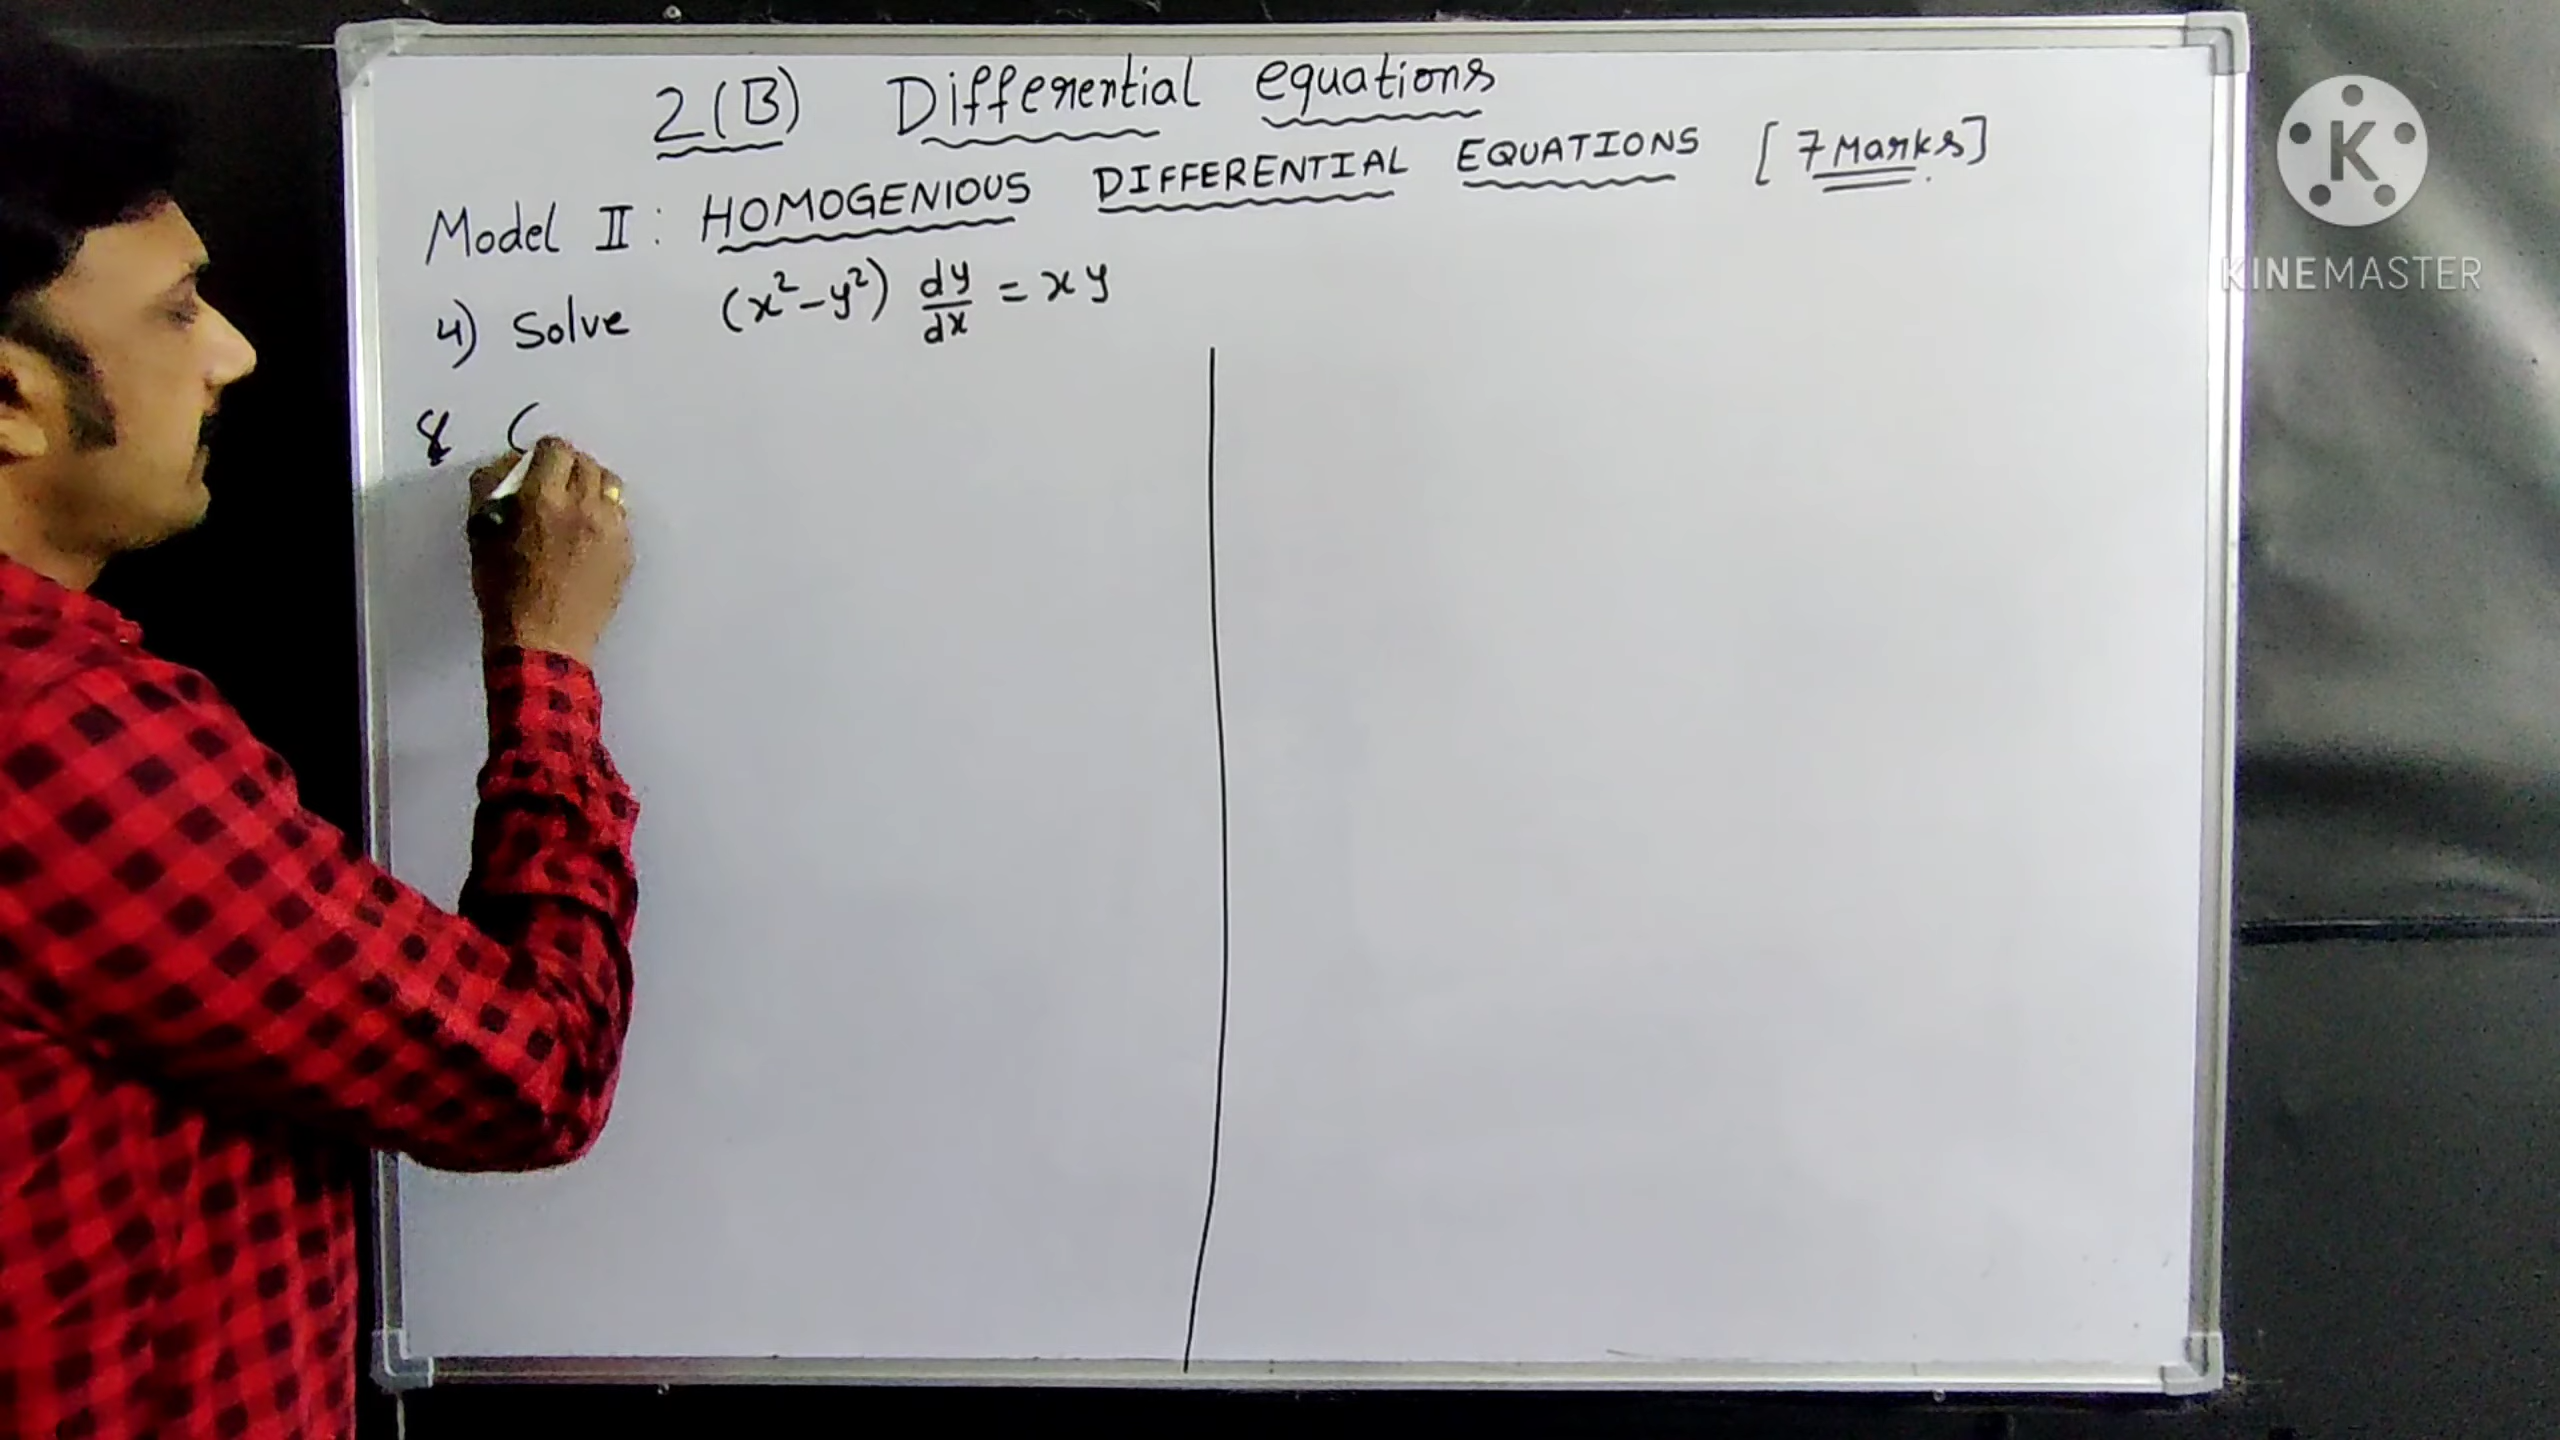 2(B) Differential equations
Model II : HOMOGENIOUS DIFFERENTIAL EQUATIONS [7 Marks]
4) Solve (x²-y²) dy/dx = xy
(
K
KINEMASTER